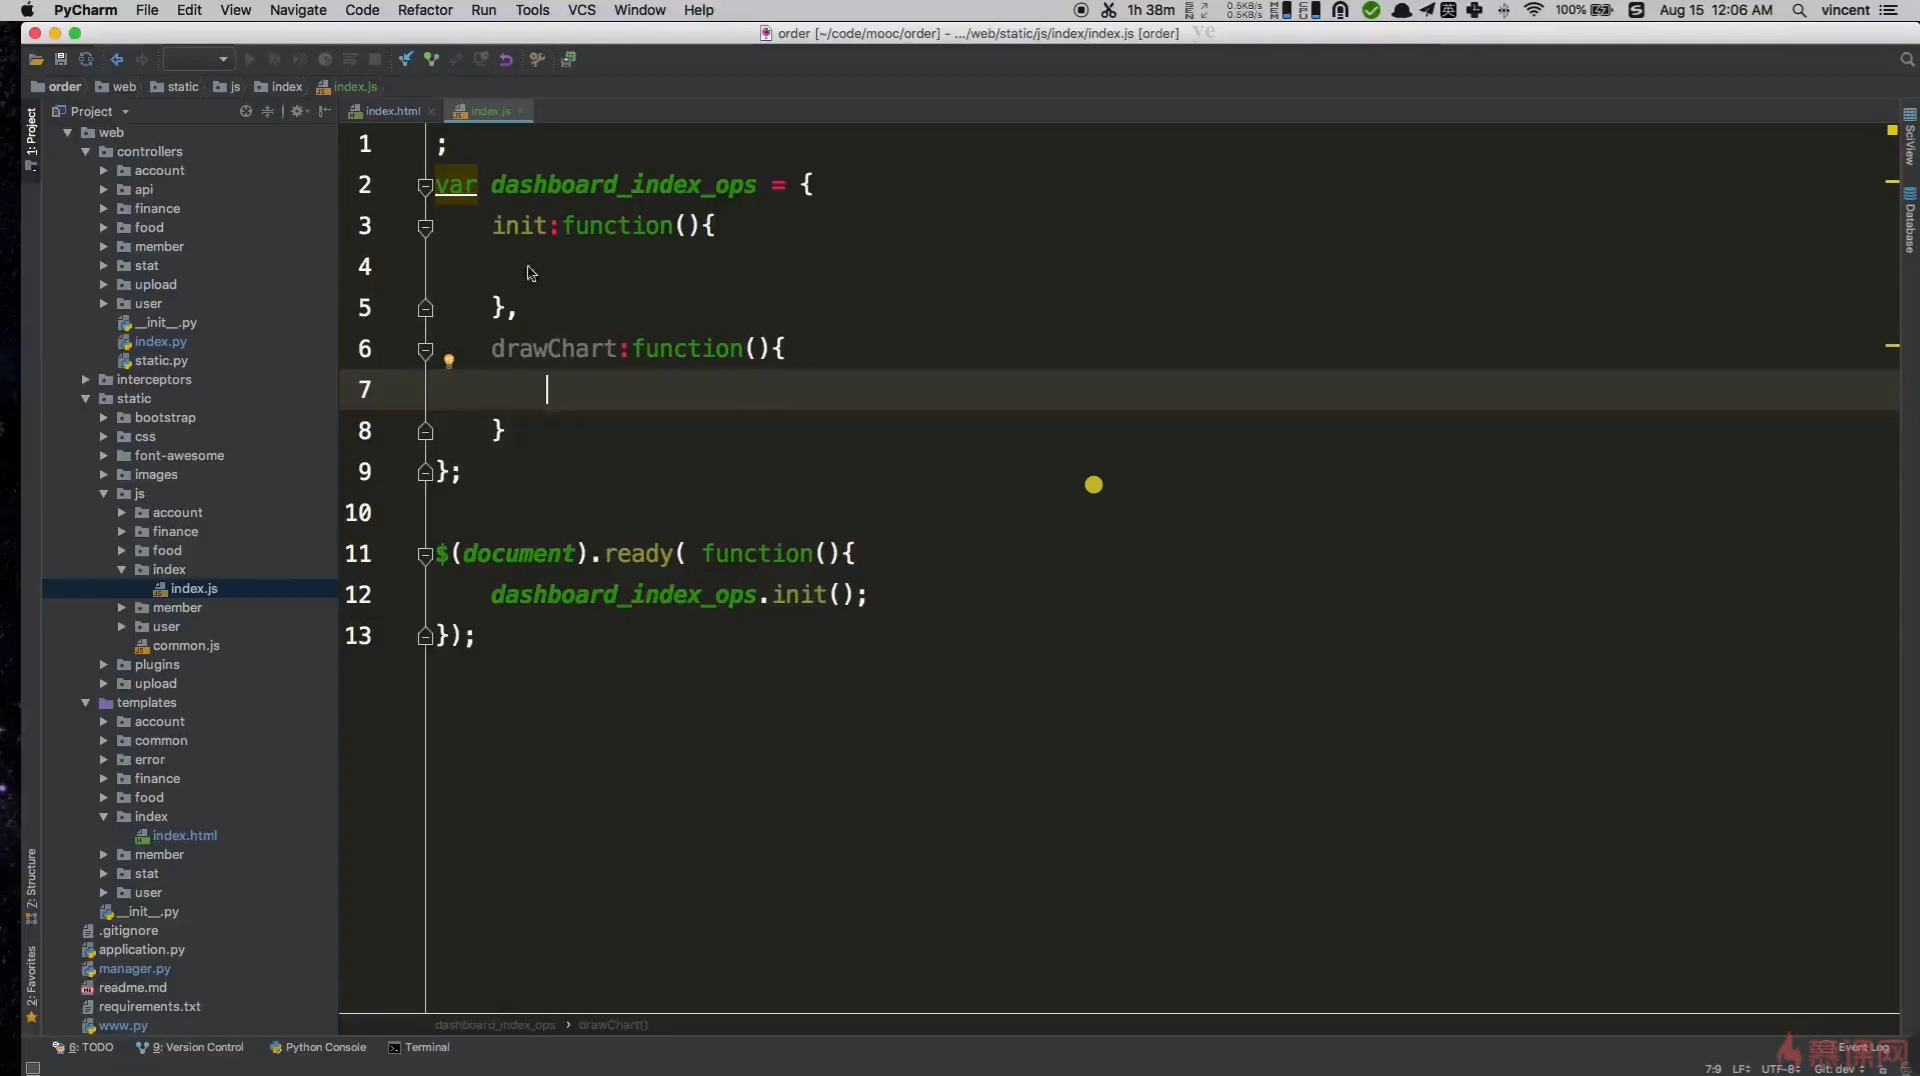 PyCharm File Edit View Navigate Code Refactor Run Tools VCS Window Help 1h 38m 0.5KB/s 0.5KB/s 英 100% Aug 15 12:06 AM vincent
order [~/code/mooc/order] - .../web/static/js/index/index.js [order]
order web static js index index.js
Project
index.html index.js
1: Project
web
controllers
account
api
finance
food
member
stat
upload
user
__init__.py
index.py
static.py
interceptors
static
bootstrap
css
font-awesome
images
js
account
finance
food
index
index.js
member
user
common.js
plugins
upload
templates
account
common
error
finance
food
index
index.html
member
stat
user
__init__.py
.gitignore
application.py
manager.py
readme.md
requirements.txt
www.py
7: Structure
2: Favorites
1 ;
2 var dashboard_index_ops = {
3 init:function(){
4
5 },
6 drawChart:function(){
7
8 }
9 };
10
11 $(document).ready( function(){
12 dashboard_index_ops.init();
13 });
SciView
Database
dashboard_index_ops › drawChart()
6: TODO 9: Version Control Python Console Terminal Event Log
慕课网
7:9 LF UTF-8 Git: dev